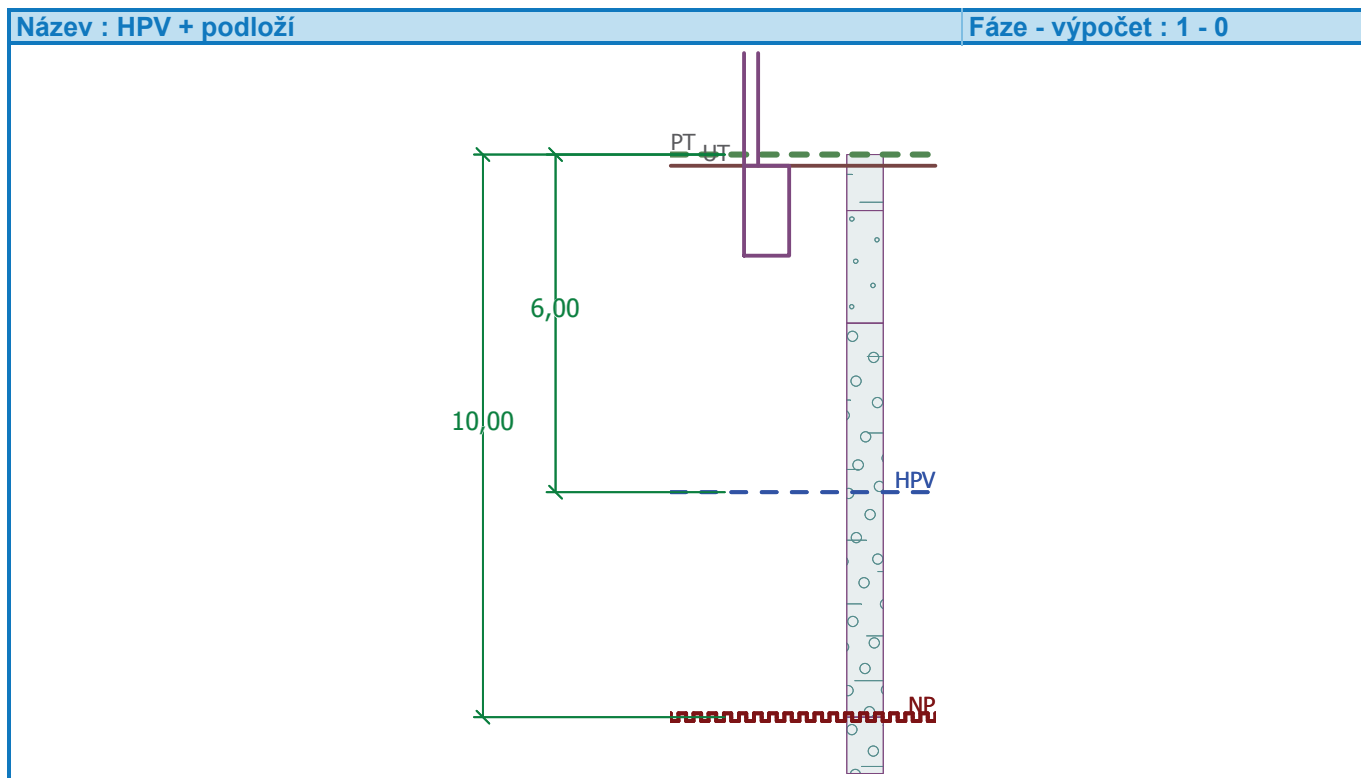 Název : HPV + podloží
Fáze - výpočet : 1 - 0
PT
UT
6,00
10,00
HPV
NP